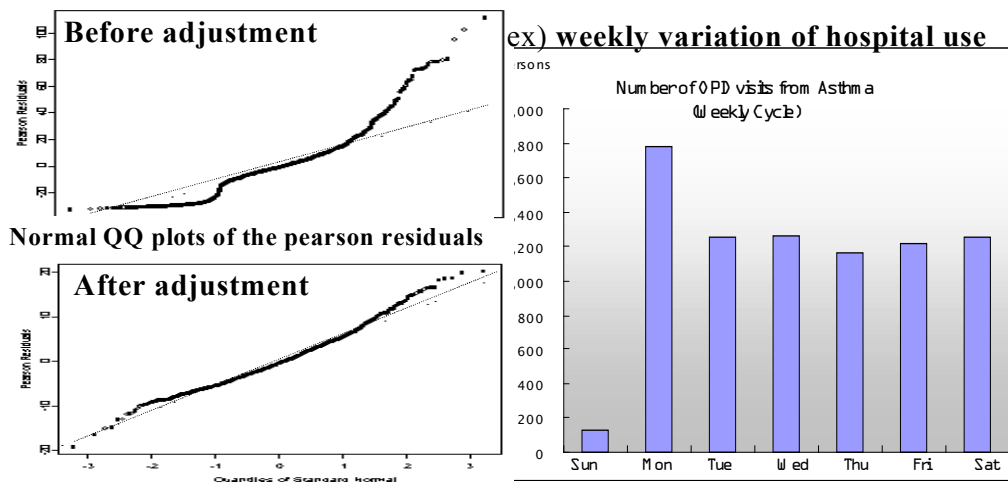 Before adjustment
Pearson Residuals
Normal QQ plots of the pearson residuals
After adjustment
Pearson Residuals
-3 -2 -1 0 1 2 3
Quantiles of Standard Normal
ex) weekly variation of hospital use
rsons
Number of OPD visits from Asthma
(Weekly Cycle)
,000
,800
,600
,400
,200
,000
800
600
400
200
0
Sun Mon Tue Wed Thu Fri Sat